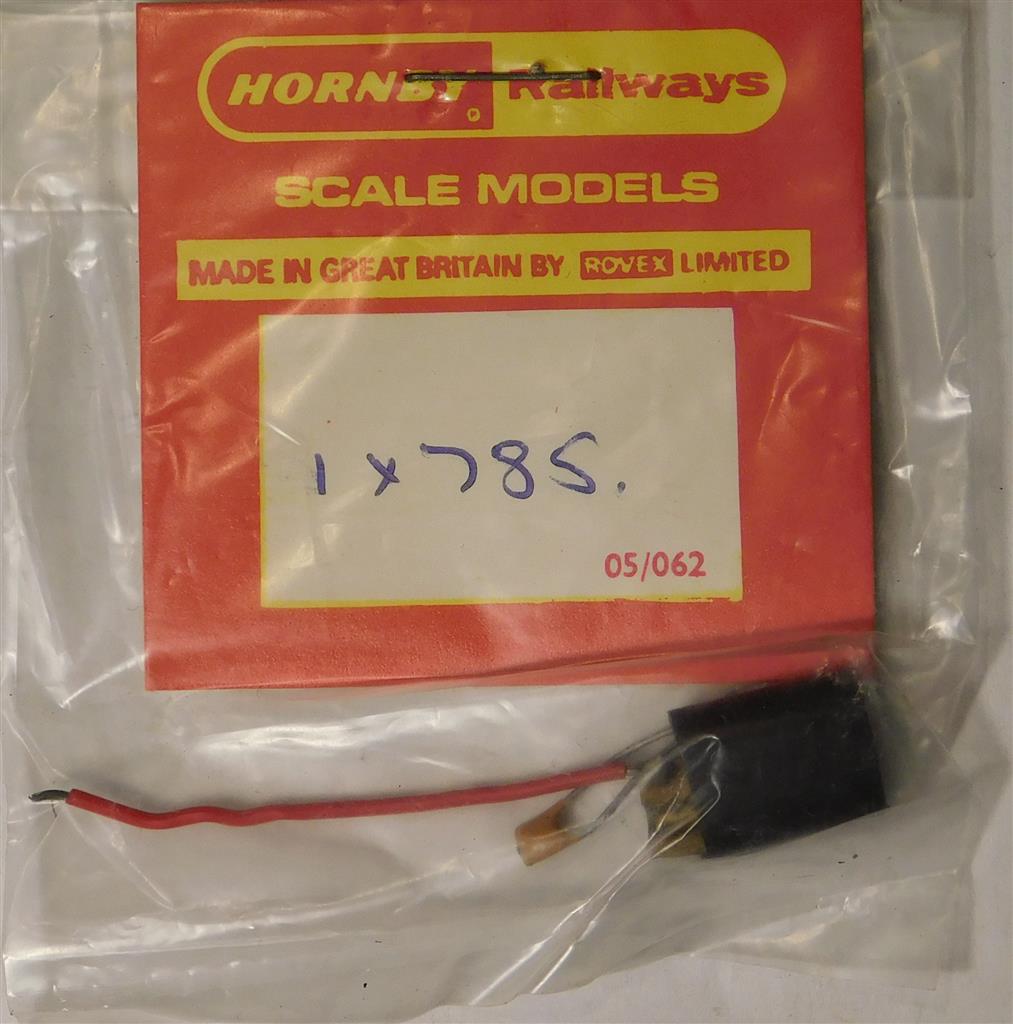 HORNBY® Railways
SCALE MODELS
MADE IN GREAT BRITAIN BY ROVEX LIMITED
1 x 785.
05/062